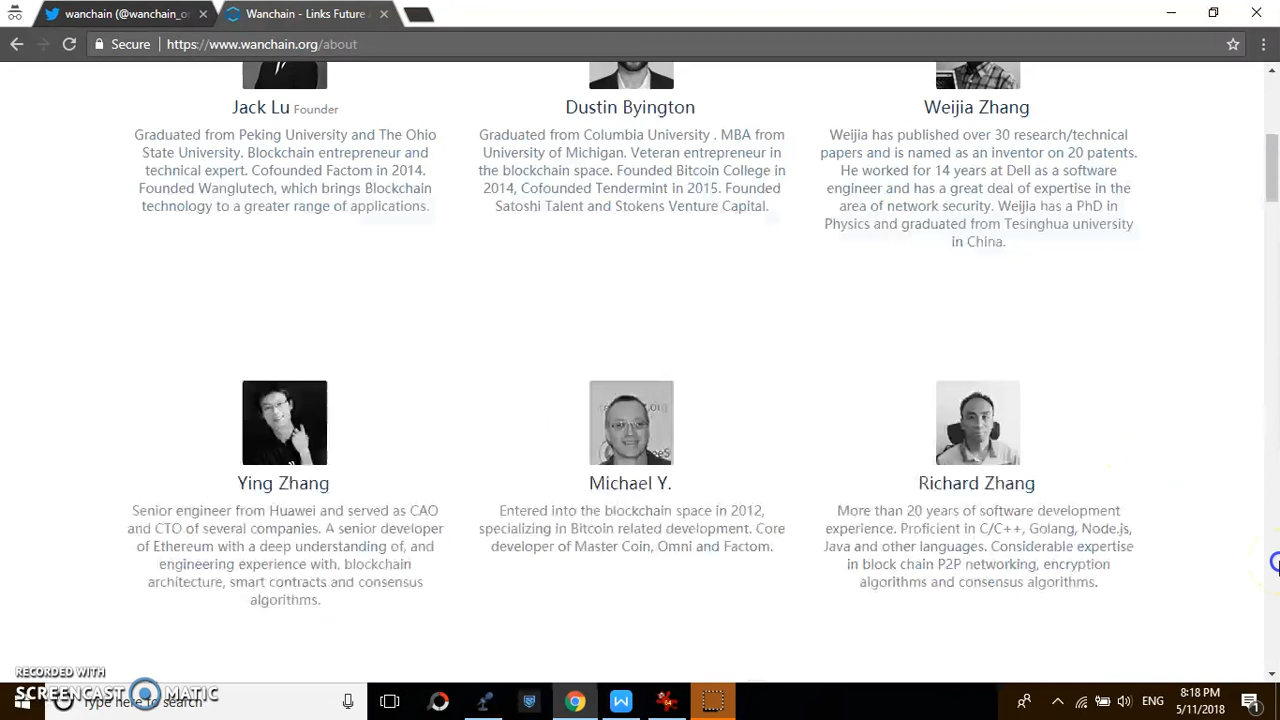 wanchain (@wanchain_or
Wanchain - Links Future
Secure
https://www.wanchain.org/about
Jack Lu Founder
Graduated from Peking University and The Ohio
State University. Blockchain entrepreneur and
technical expert. Cofounded Factom in 2014.
Founded Wanglutech, which brings Blockchain
technology to a greater range of applications.
Dustin Byington
Graduated from Columbia University . MBA from
University of Michigan. Veteran entrepreneur in
the blockchain space. Founded Bitcoin College in
2014, Cofounded Tendermint in 2015. Founded
Satoshi Talent and Stokens Venture Capital.
Weijia Zhang
Weijia has published over 30 research/technical
papers and is named as an inventor on 20 patents.
He worked for 14 years at Dell as a software
engineer and has a great deal of expertise in the
area of network security. Weijia has a PhD in
Physics and graduated from Tesinghua university
in China.
Ying Zhang
Senior engineer from Huawei and served as CAO
and CTO of several companies. A senior developer
of Ethereum with a deep understanding of, and
engineering experience with, blockchain
architecture, smart contracts and consensus
algorithms.
Michael Y.
Entered into the blockchain space in 2012,
specializing in Bitcoin related development. Core
developer of Master Coin, Omni and Factom.
Richard Zhang
More than 20 years of software development
experience. Proficient in C/C++, Golang, Node.js,
Java and other languages. Considerable expertise
in block chain P2P networking, encryption
algorithms and consensus algorithms.
RECORDED WITH
SCREENCAST MATIC
Type here to search
ENG
8:18 PM
5/11/2018